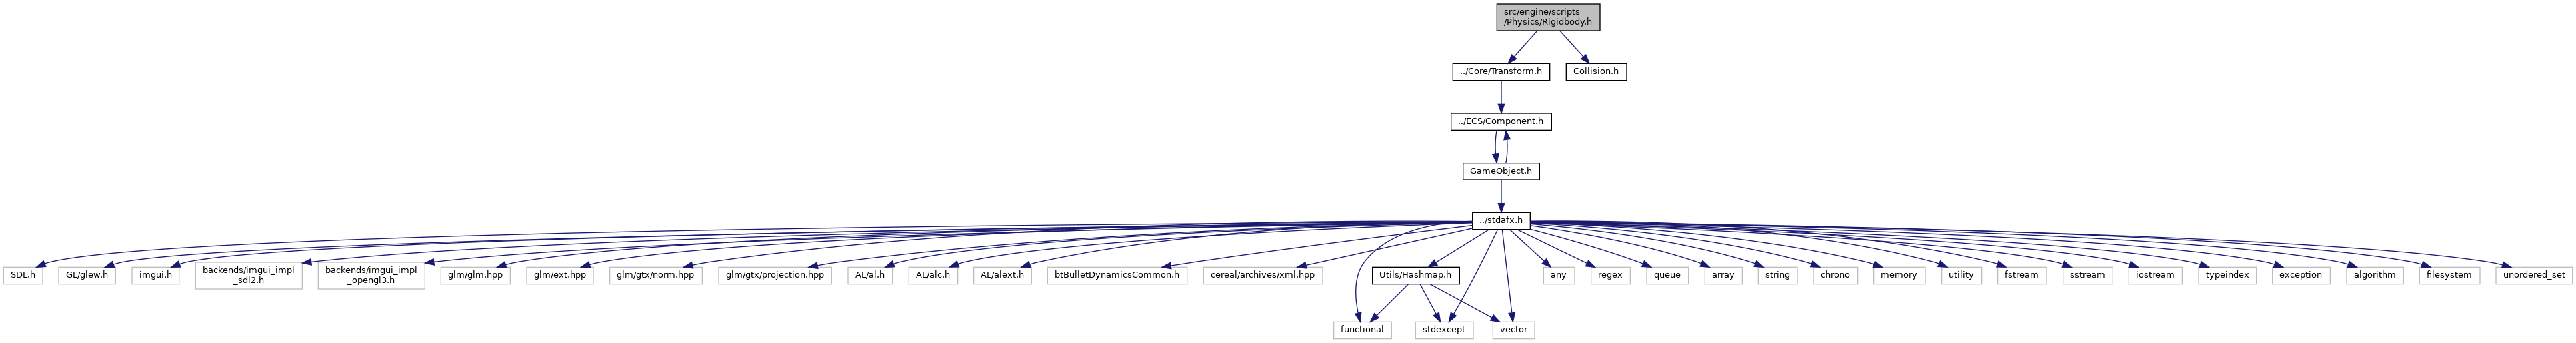 src/engine/scripts
/Physics/Rigidbody.h
../Core/Transform.h
Collision.h
../ECS/Component.h
GameObject.h
../stdafx.h
SDL.h
GL/glew.h
imgui.h
backends/imgui_impl
_sdl2.h
backends/imgui_impl
_opengl3.h
glm/glm.hpp
glm/ext.hpp
glm/gtx/norm.hpp
glm/gtx/projection.hpp
AL/al.h
AL/alc.h
AL/alext.h
btBulletDynamicsCommon.h
cereal/archives/xml.hpp
Utils/Hashmap.h
any
regex
queue
array
string
chrono
memory
utility
fstream
sstream
iostream
typeindex
exception
algorithm
filesystem
unordered_set
functional
stdexcept
vector